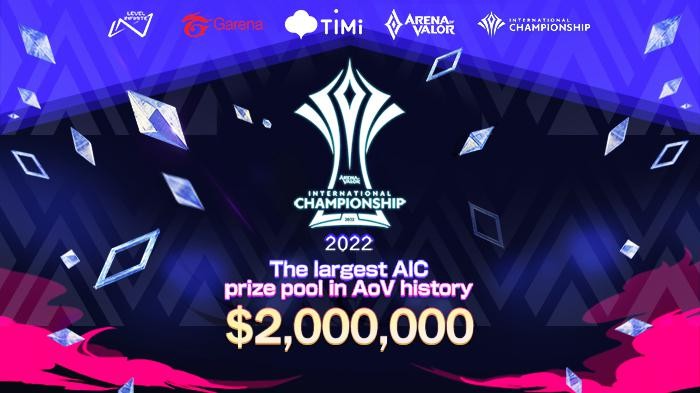 LEVEL INFINITE
Garena
TiMi
ARENA OF VALOR
INTERNATIONAL
CHAMPIONSHIP
ARENA OF VALOR
INTERNATIONAL
CHAMPIONSHIP
2022
2022
The largest AIC
prize pool in AoV history
$2,000,000